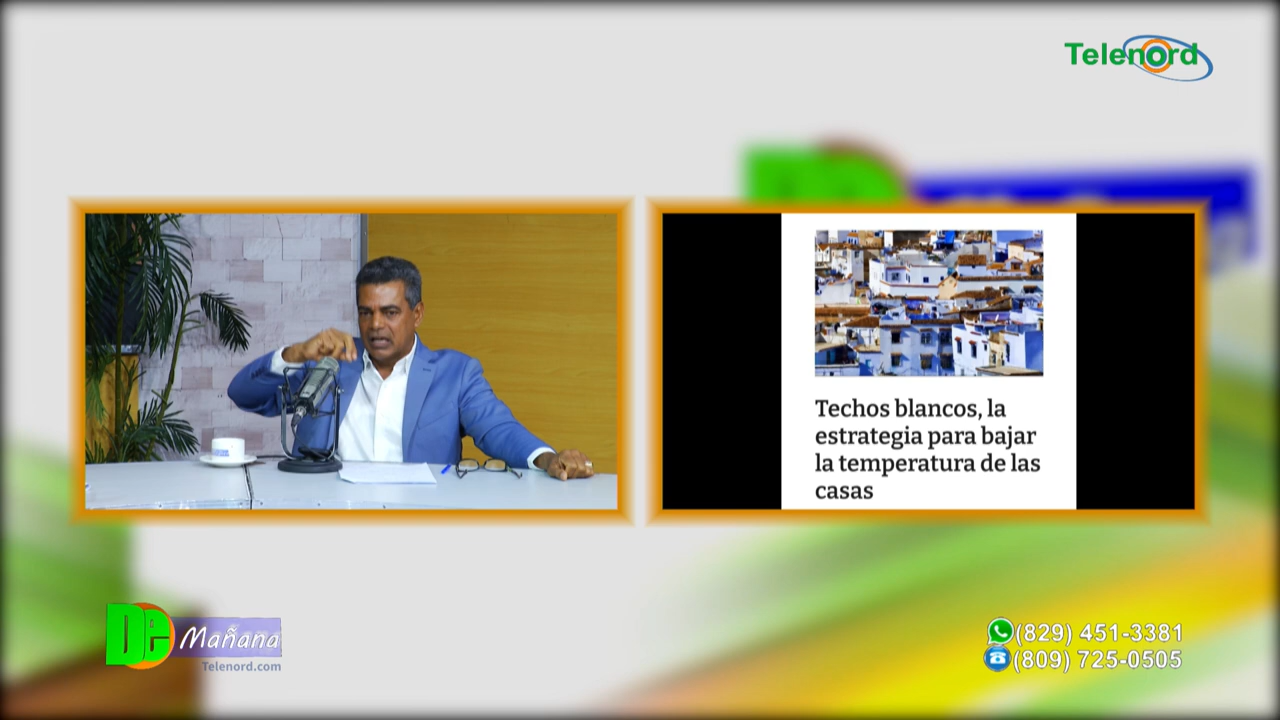 Telenord
Techos blancos, la
estrategia para bajar
la temperatura de las
casas
De Mañana
Telenord.com
(829) 451-3381
(809) 725-0505